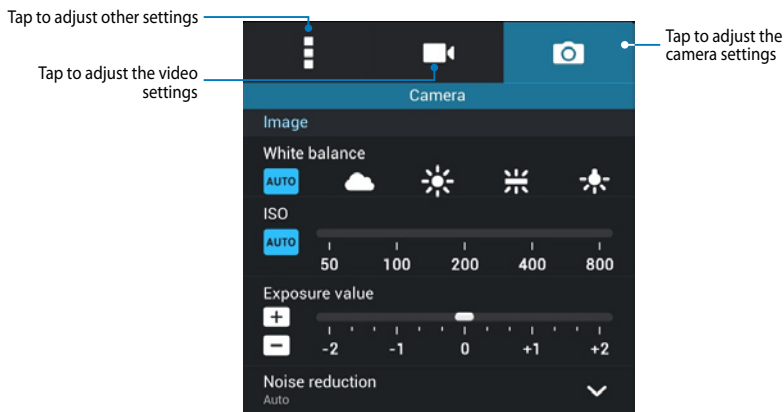 Tap to adjust other settings
Tap to adjust the video
settings
Tap to adjust the
camera settings
Camera
Image
White balance
AUTO
ISO
AUTO
50 100 200 400 800
Exposure value
+
−
-2 -1 0 +1 +2
Noise reduction
Auto